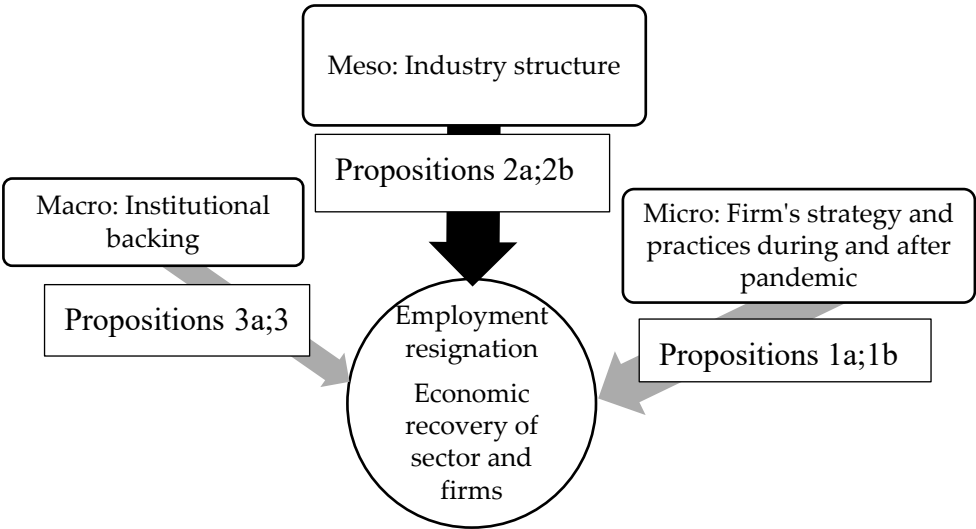 Meso: Industry structure
Propositions 2a;2b
Macro: Institutional
backing
Micro: Firm's strategy and
practices during and after
pandemic
Propositions 3a;3
Propositions 1a;1b
Employment
resignation
Economic
recovery of
sector and
firms